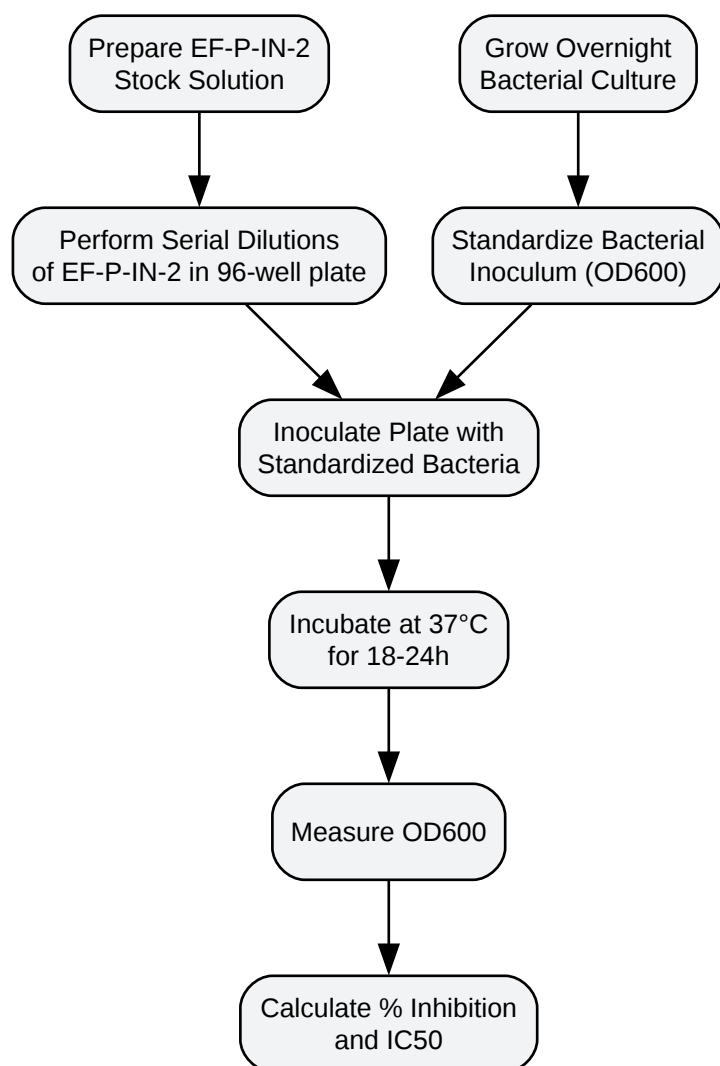 Prepare EF-P-IN-2
Stock Solution
Grow Overnight
Bacterial Culture
Perform Serial Dilutions
of EF-P-IN-2 in 96-well plate
Standardize Bacterial
Inoculum (OD600)
Inoculate Plate with
Standardized Bacteria
Incubate at 37°C
for 18-24h
Measure OD600
Calculate % Inhibition
and IC50